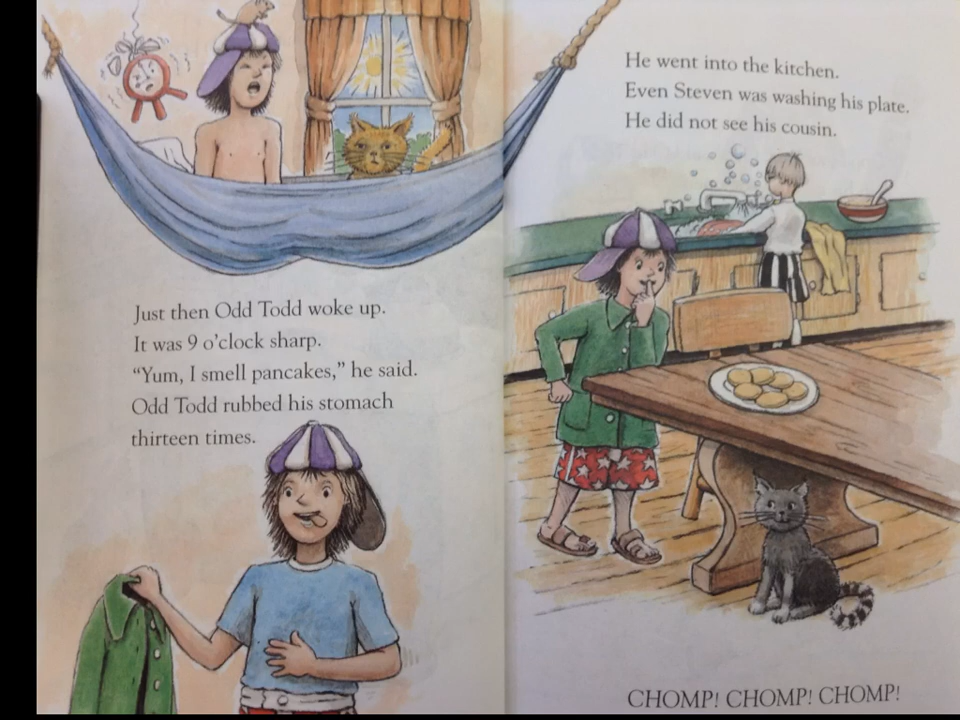 Just then Odd Todd woke up.
It was 9 o'clock sharp.
"Yum, I smell pancakes," he said.
Odd Todd rubbed his stomach
thirteen times.
He went into the kitchen.
Even Steven was washing his plate.
He did not see his cousin.
CHOMP! CHOMP! CHOMP!